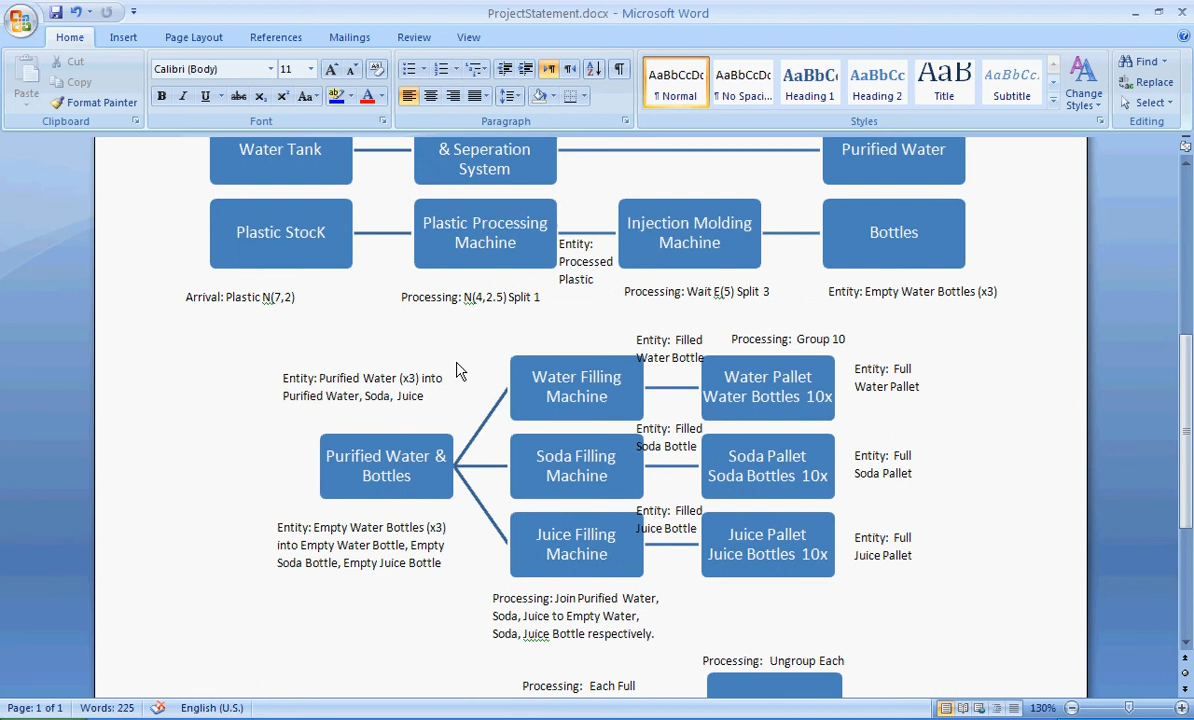 ProjectStatement.docx - Microsoft Word
Home Insert Page Layout References Mailings Review View
Paste
Cut
Copy
Format Painter
Clipboard
Calibri (Body) 11
B I U abc X₂ X² Aa
Font
Paragraph
AaBbCcDc AaBbCcDc AaBbC AaBbCc AaB AaBbCc.
¶ Normal ¶ No Spaci... Heading 1 Heading 2 Title Subtitle
Change
Styles
Styles
Find
Replace
Select
Editing
Water Tank
& Seperation
System
Purified Water
Plastic StocK
Plastic Processing
Machine
Entity:
Processed
Plastic
Injection Molding
Machine
Bottles
Arrival: Plastic N(7,2)
Processing: N(4,2.5) Split 1
Processing: Wait E(5) Split 3
Entity: Empty Water Bottles (x3)
Entity: Purified Water (x3) into
Purified Water, Soda, Juice
Entity: Filled
Water Bottle
Processing: Group 10
Water Filling
Machine
Water Pallet
Water Bottles 10x
Entity: Full
Water Pallet
Purified Water &
Bottles
Entity: Filled
Soda Bottle
Soda Filling
Machine
Soda Pallet
Soda Bottles 10x
Entity: Full
Soda Pallet
Entity: Empty Water Bottles (x3)
into Empty Water Bottle, Empty
Soda Bottle, Empty Juice Bottle
Entity: Filled
Juice Bottle
Juice Filling
Machine
Juice Pallet
Juice Bottles 10x
Entity: Full
Juice Pallet
Processing: Join Purified Water,
Soda, Juice to Empty Water,
Soda, Juice Bottle respectively.
Processing: Ungroup Each
Processing: Each Full
Page: 1 of 1 Words: 225 English (U.S.) 130%